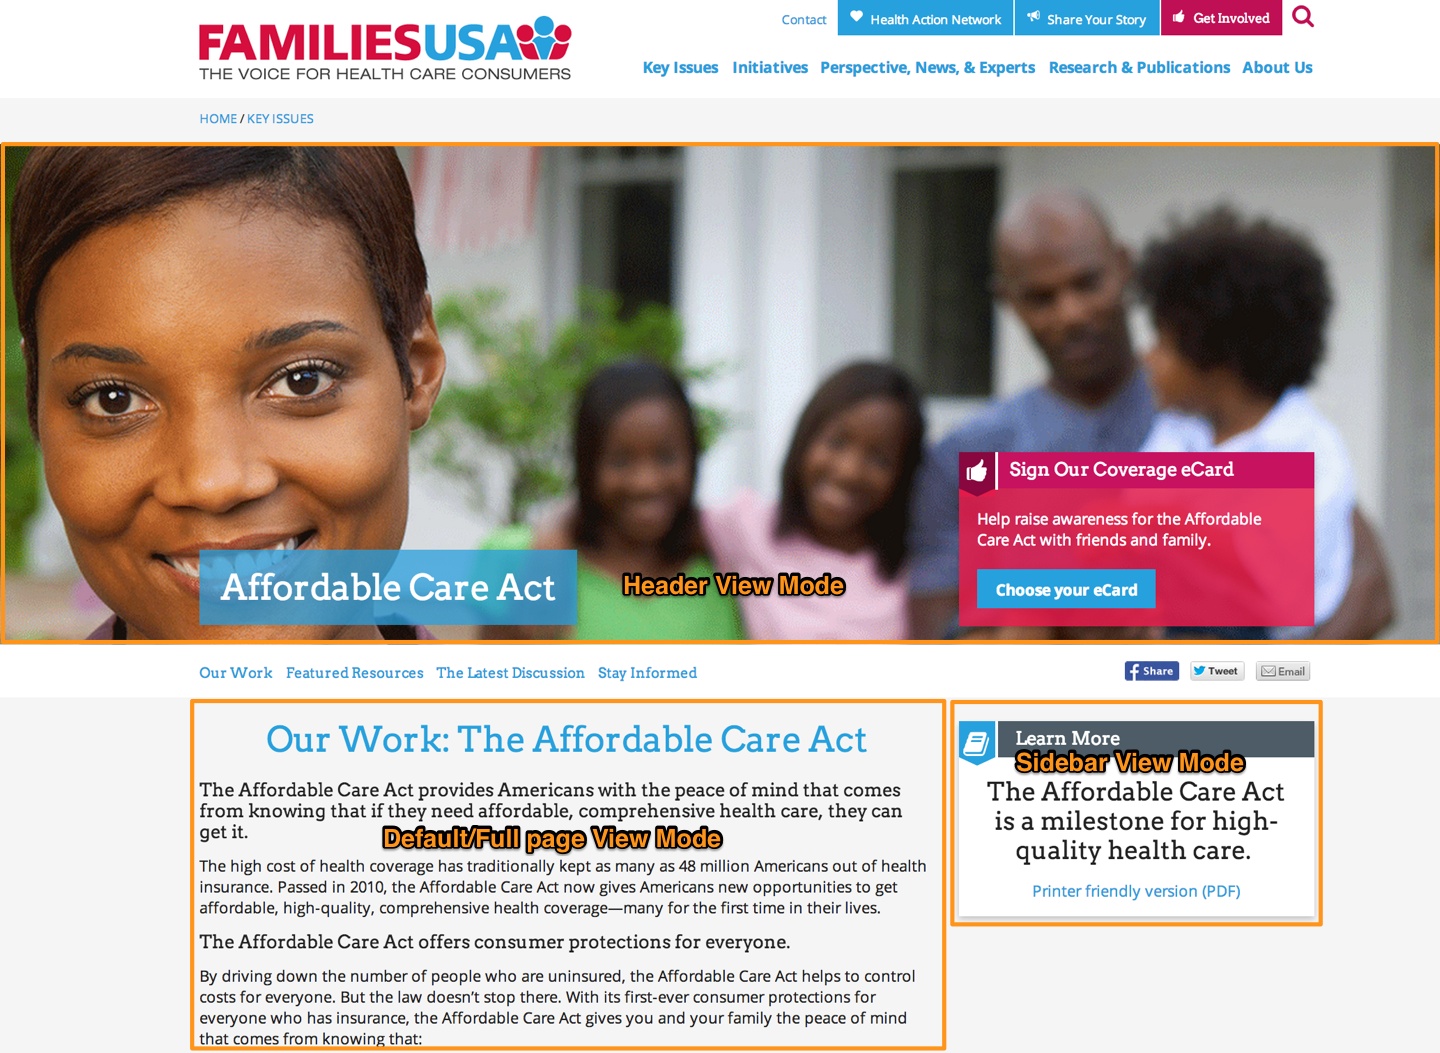 FAMILIESUSA
THE VOICE FOR HEALTH CARE CONSUMERS
Contact
Health Action Network
Share Your Story
Get Involved
Key Issues Initiatives Perspective, News, & Experts Research & Publications About Us
HOME / KEY ISSUES
Sign Our Coverage eCard
Help raise awareness for the Affordable
Care Act with friends and family.
Choose your eCard
Affordable Care Act
Header View Mode
Our Work Featured Resources The Latest Discussion Stay Informed
Share Tweet Email
Our Work: The Affordable Care Act
The Affordable Care Act provides Americans with the peace of mind that comes
from knowing that if they need affordable, comprehensive health care, they can
get it.
Default/Full page View Mode
The high cost of health coverage has traditionally kept as many as 48 million Americans out of health
insurance. Passed in 2010, the Affordable Care Act now gives Americans new opportunities to get
affordable, high-quality, comprehensive health coverage—many for the first time in their lives.
The Affordable Care Act offers consumer protections for everyone.
By driving down the number of people who are uninsured, the Affordable Care Act helps to control
costs for everyone. But the law doesn't stop there. With its first-ever consumer protections for
everyone who has insurance, the Affordable Care Act gives you and your family the peace of mind
that comes from knowing that:
Learn More
Sidebar View Mode
The Affordable Care Act
is a milestone for high-
quality health care.
Printer friendly version (PDF)